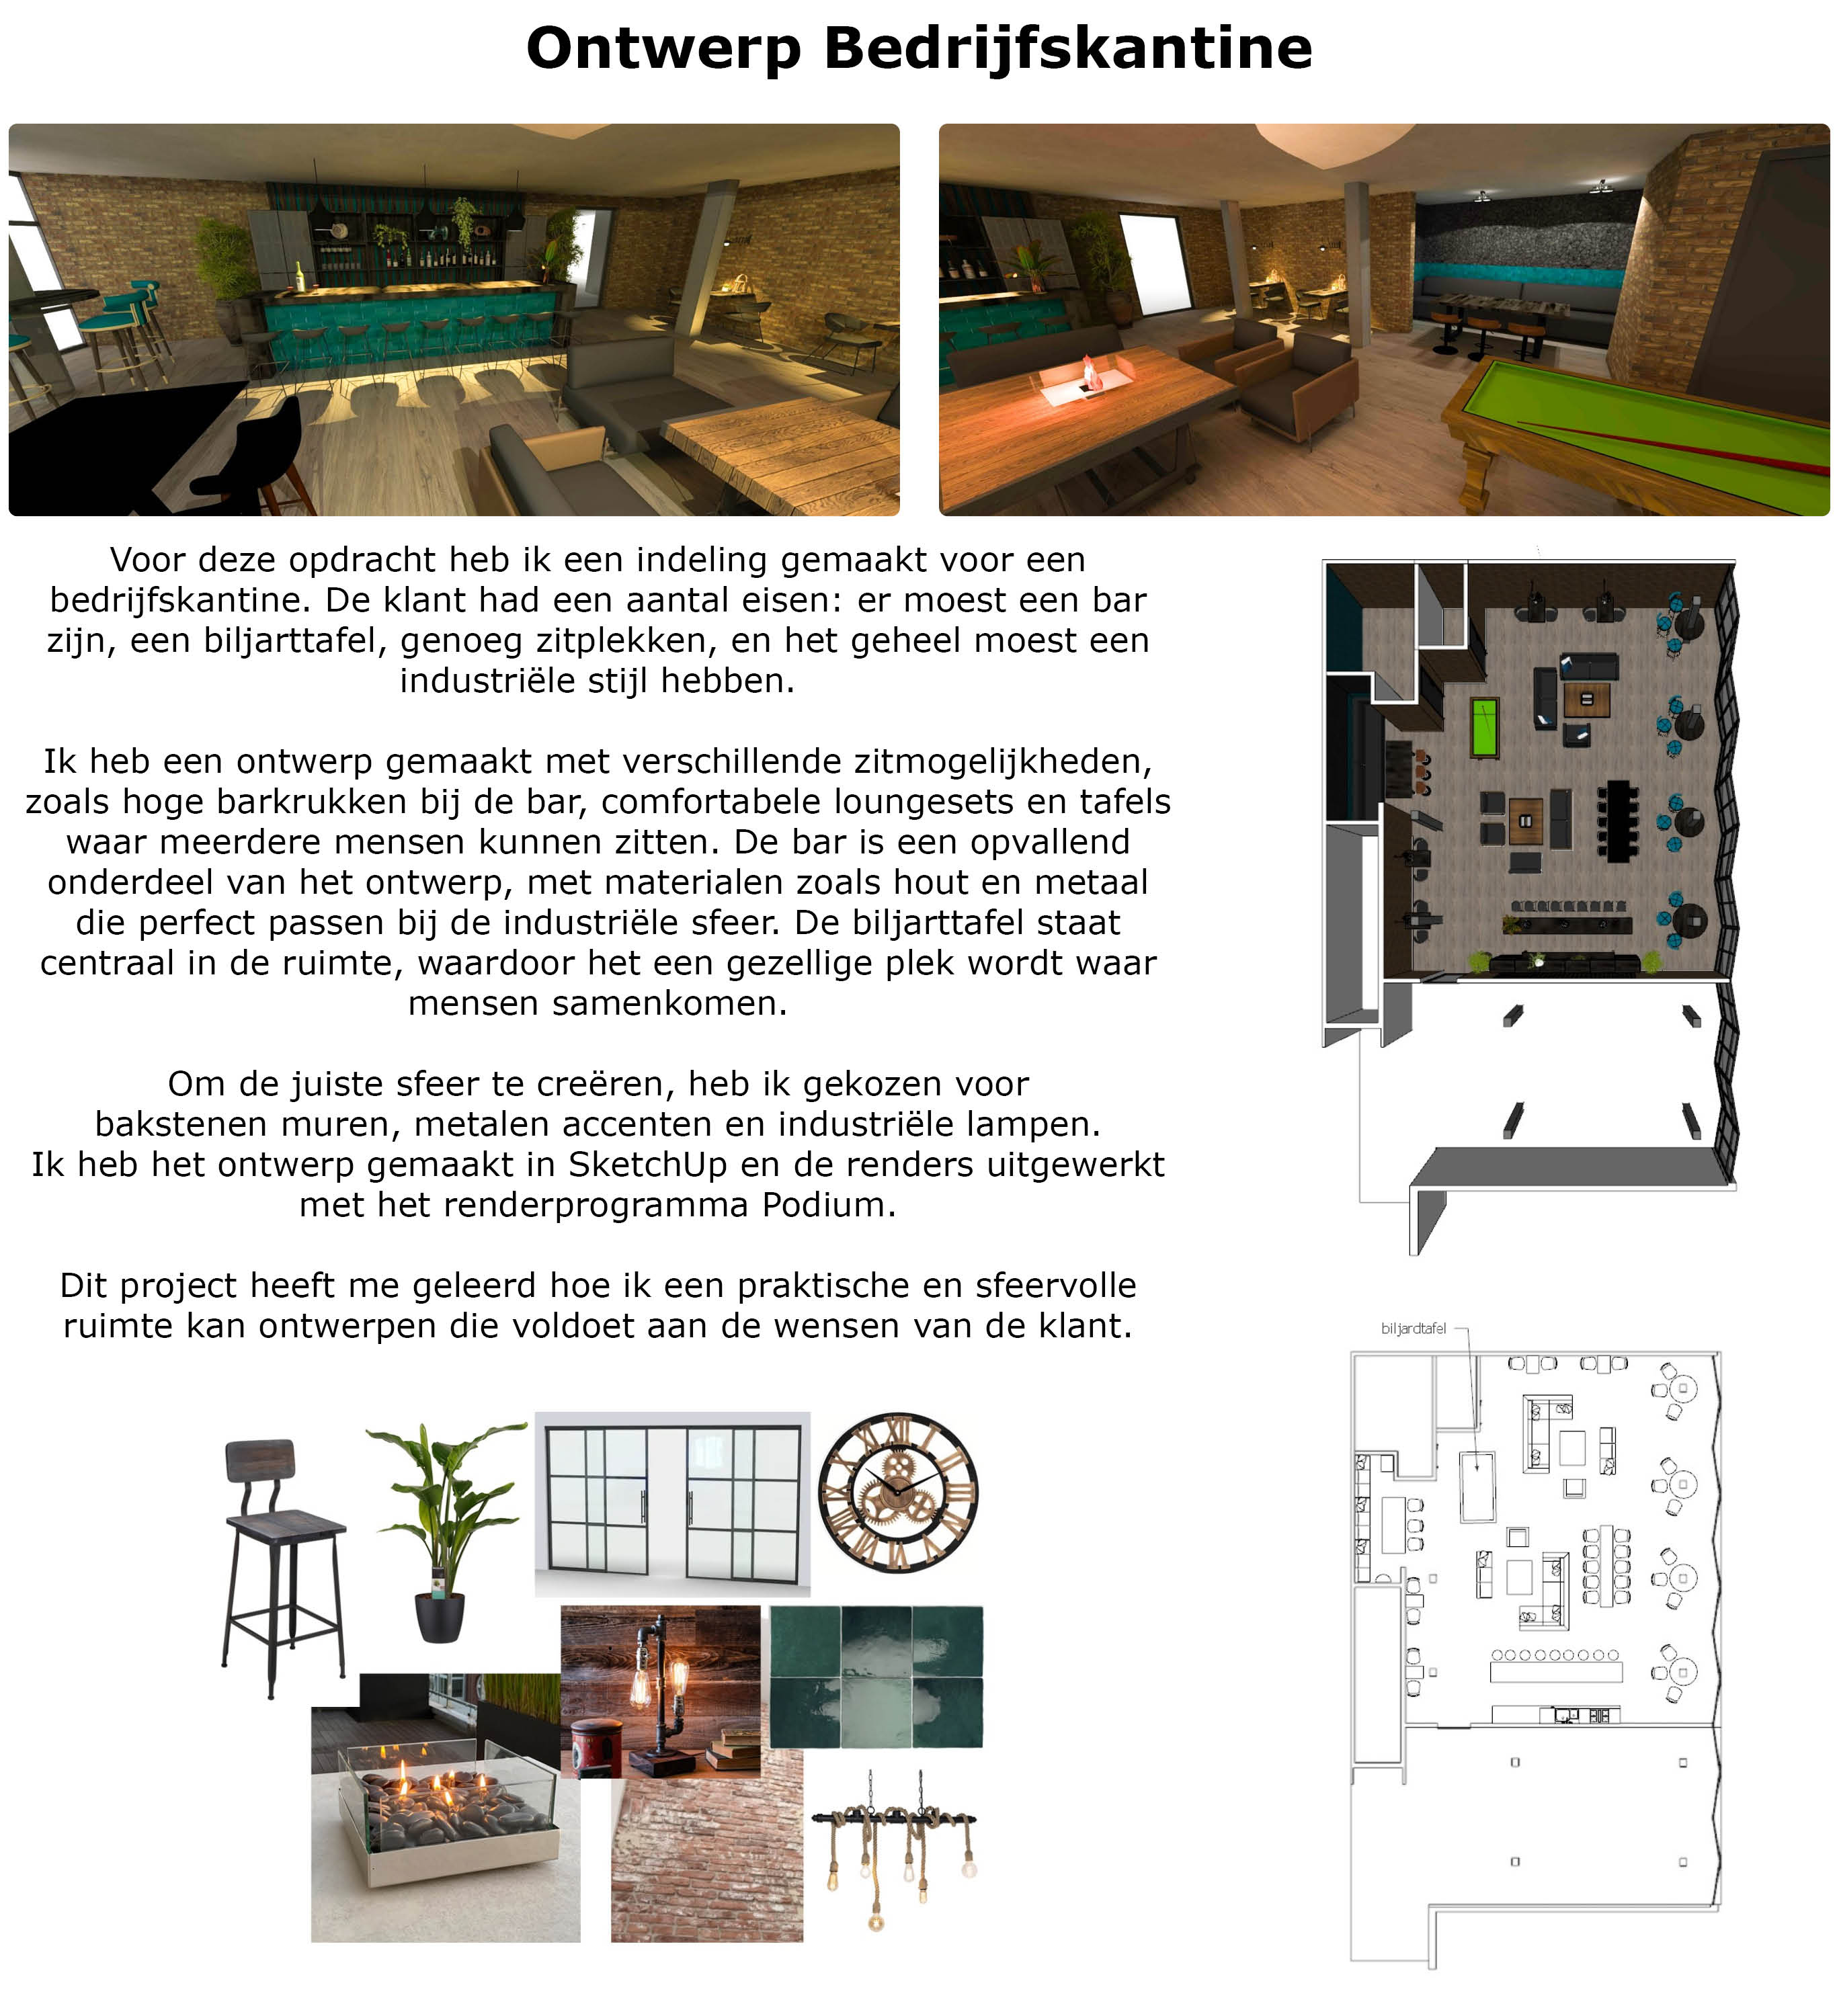 Ontwerp Bedrijfskantine
Voor deze opdracht heb ik een indeling gemaakt voor een
bedrijfskantine. De klant had een aantal eisen: er moest een bar
zijn, een biljarttafel, genoeg zitplekken, en het geheel moest een
industriële stijl hebben.
Ik heb een ontwerp gemaakt met verschillende zitmogelijkheden,
zoals hoge barkrukken bij de bar, comfortabele loungesets en tafels
waar meerdere mensen kunnen zitten. De bar is een opvallend
onderdeel van het ontwerp, met materialen zoals hout en metaal
die perfect passen bij de industriële sfeer. De biljarttafel staat
centraal in de ruimte, waardoor het een gezellige plek wordt waar
mensen samenkomen.
Om de juiste sfeer te creëren, heb ik gekozen voor
bakstenen muren, metalen accenten en industriële lampen.
Ik heb het ontwerp gemaakt in SketchUp en de renders uitgewerkt
met het renderprogramma Podium.
Dit project heeft me geleerd hoe ik een praktische en sfeervolle
ruimte kan ontwerpen die voldoet aan de wensen van de klant.
biljardtafel